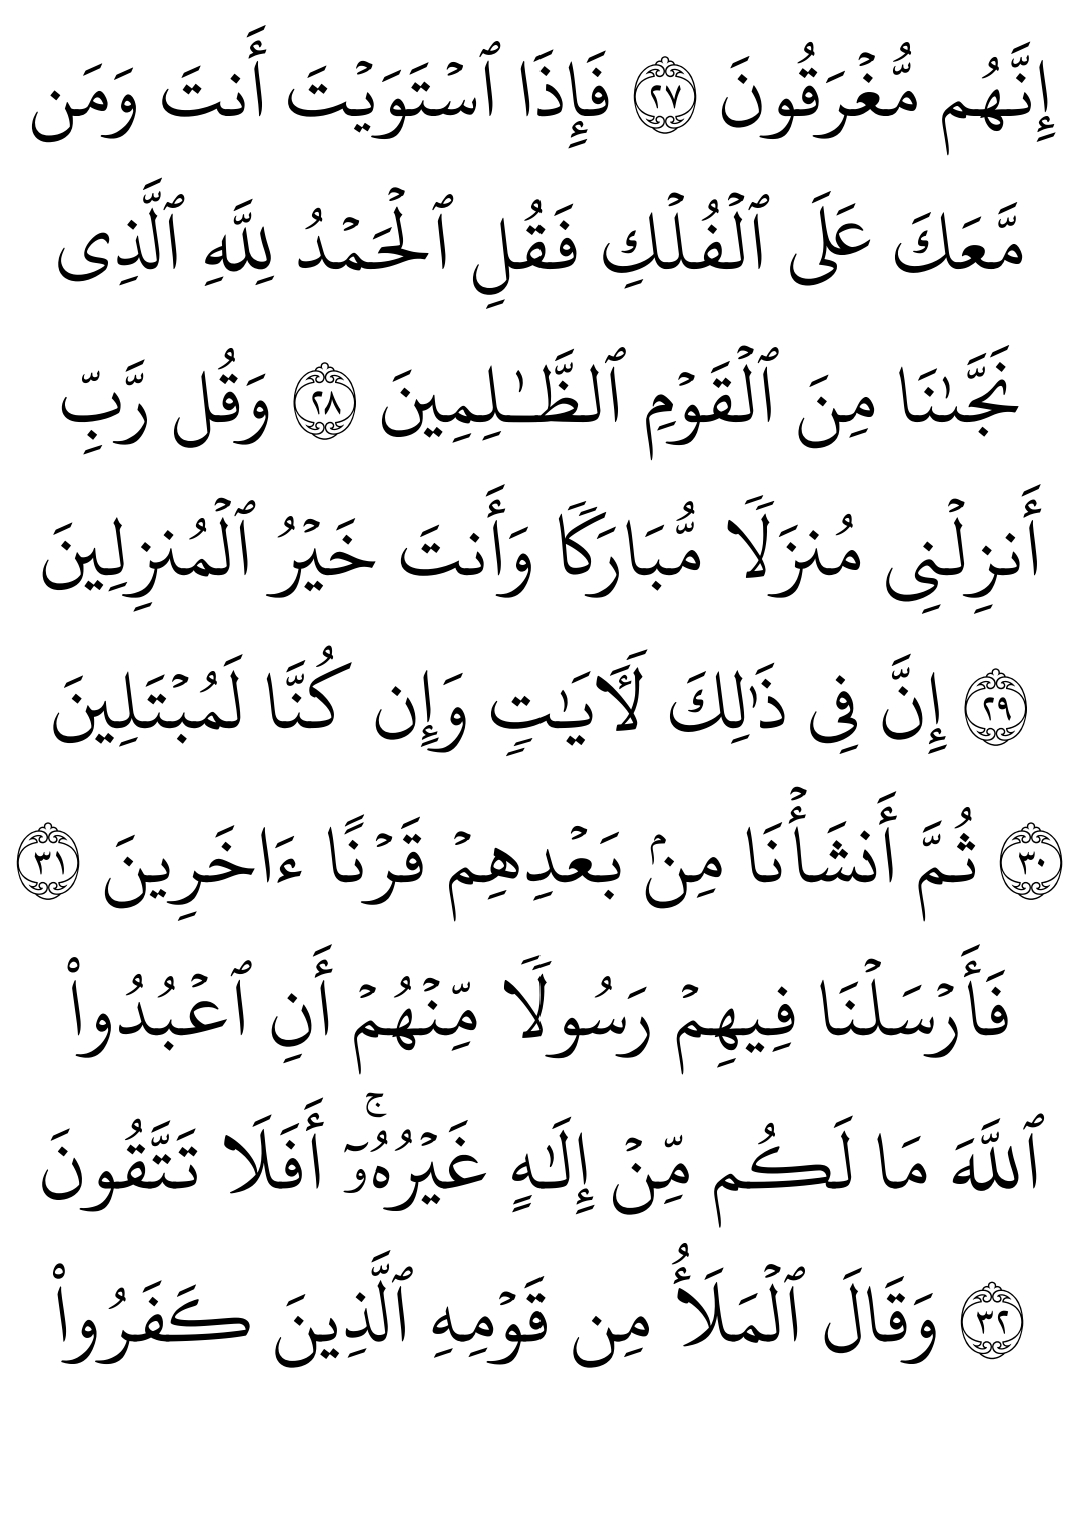 إِنَّهُم مُّغۡرَقُونَ ٢٧ فَإِذَا ٱسۡتَوَيۡتَ أَنتَ وَمَن
مَّعَكَ عَلَى ٱلۡفُلۡكِ فَقُلِ ٱلۡحَمۡدُ لِلَّهِ ٱلَّذِى
نَجَّىٰنَا مِنَ ٱلۡقَوۡمِ ٱلظَّـٰلِمِينَ ٢٨ وَقُل رَّبِّ
أَنزِلۡنِى مُنزَلࣰا مُّبَارَكࣰا وَأَنتَ خَيۡرُ ٱلۡمُنزِلِينَ
٢٩ إِنَّ فِى ذَٰلِكَ لَـَٔايَـٰتࣲ وَإِن كُنَّا لَمُبۡتَلِينَ
٣٠ ثُمَّ أَنشَأۡنَا مِنۢ بَعۡدِهِمۡ قَرۡنًا ءَاخَرِينَ ٣١
فَأَرۡسَلۡنَا فِيهِمۡ رَسُولࣰا مِّنۡهُمۡ أَنِ ٱعۡبُدُوا۟
ٱللَّهَ مَا لَكُم مِّنۡ إِلَـٰهٍ غَيۡرُهُۥۤۚ أَفَلَا تَتَّقُونَ
٣٢ وَقَالَ ٱلۡمَلَأُ مِن قَوۡمِهِ ٱلَّذِينَ كَفَرُوا۟